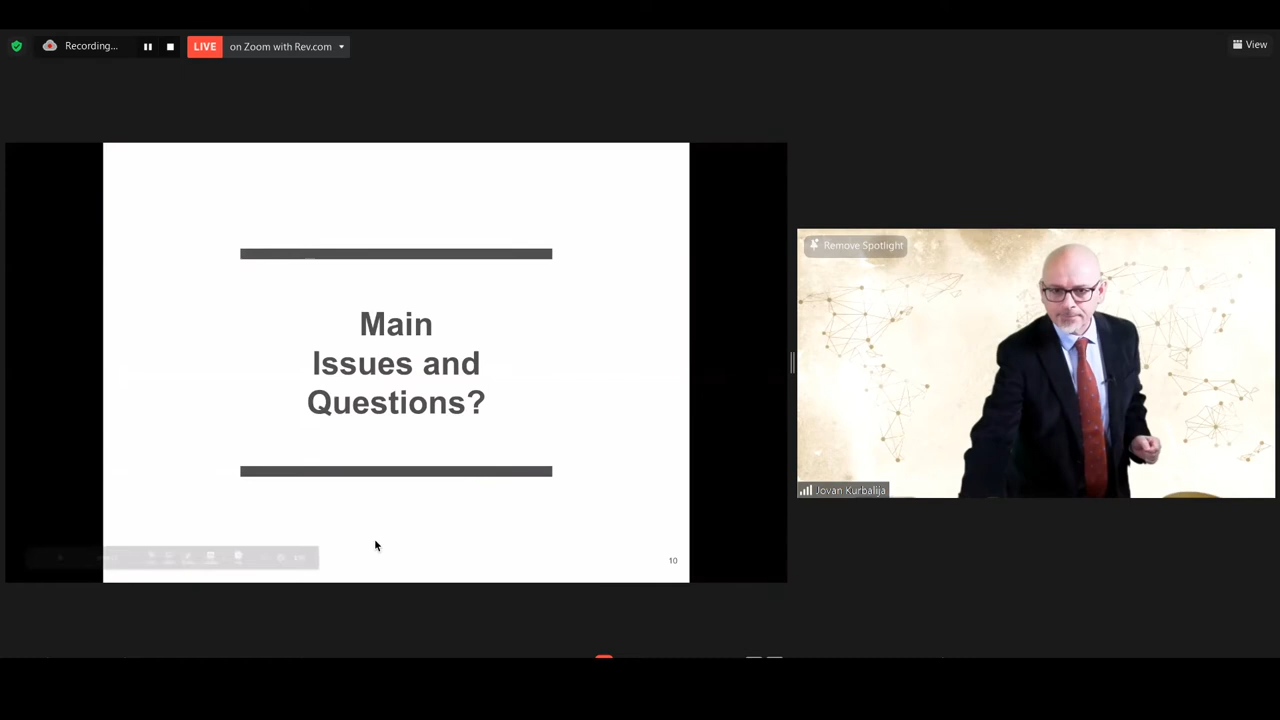 Recording...
LIVE on Zoom with Rev.com
View
Main
Issues and
Questions?
10
Remove Spotlight
Jovan Kurbalija